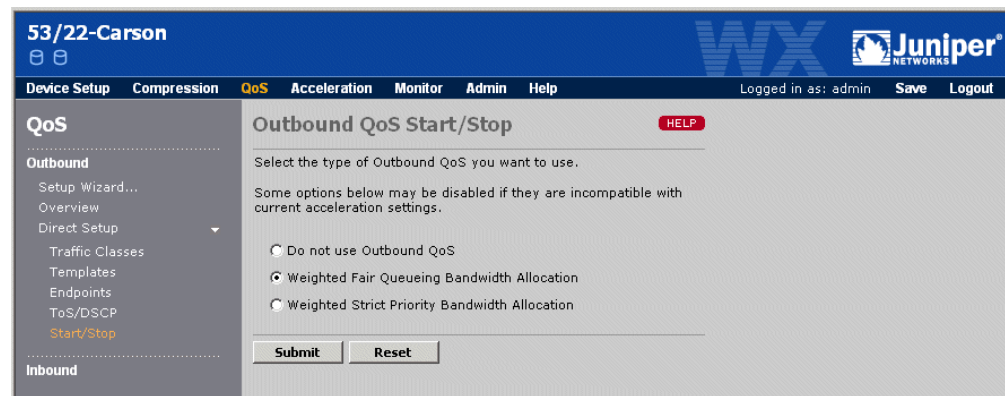 53/22-Carson
WX
Juniper®
NETWORKS
Device Setup Compression QoS Acceleration Monitor Admin Help Logged in as: admin Save Logout
QoS
Outbound
Setup Wizard...
Overview
Direct Setup
Traffic Classes
Templates
Endpoints
ToS/DSCP
Start/Stop
Inbound
Outbound QoS Start/Stop
HELP
Select the type of Outbound QoS you want to use.
Some options below may be disabled if they are incompatible with
current acceleration settings.
Do not use Outbound QoS
Weighted Fair Queueing Bandwidth Allocation
Weighted Strict Priority Bandwidth Allocation
Submit Reset